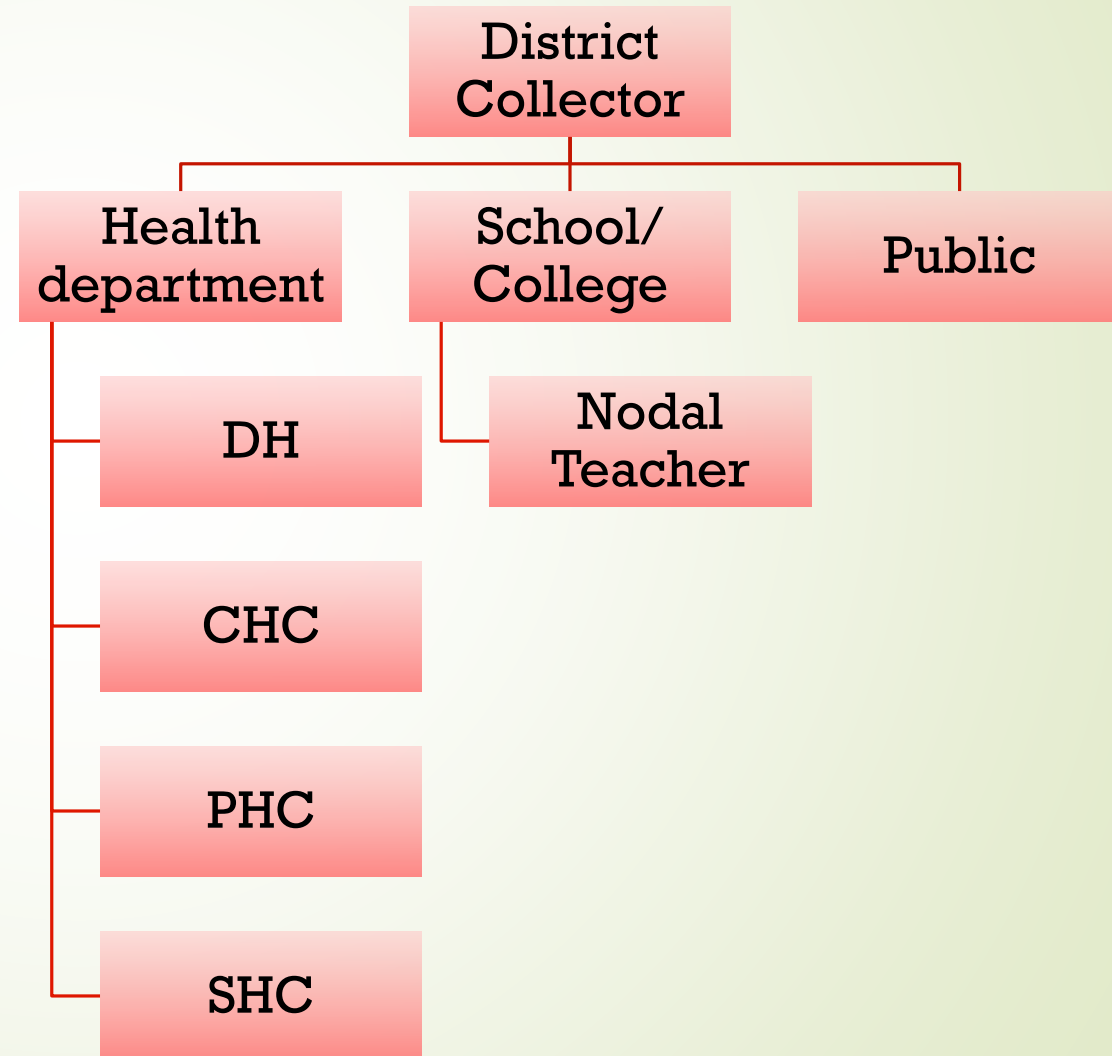 District
Collector
Health
department
School/
College
Public
DH
Nodal
Teacher
CHC
PHC
SHC